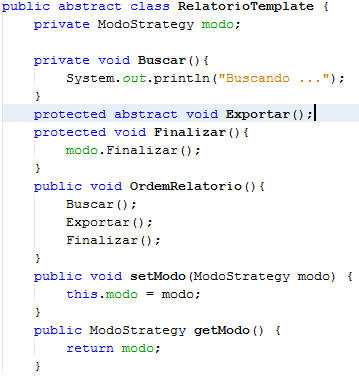 public abstract class RelatorioTemplate {
    private ModoStrategy modo;

    private void Buscar(){
        System.out.println("Buscando ...");
    }
    protected abstract void Exportar();
    protected void Finalizar(){
        modo.Finalizar();
    }
    public void OrdemRelatorio(){
        Buscar();
        Exportar();
        Finalizar();
    }
    public void setModo(ModoStrategy modo) {
        this.modo = modo;
    }
    public ModoStrategy getModo() {
        return modo;
    }